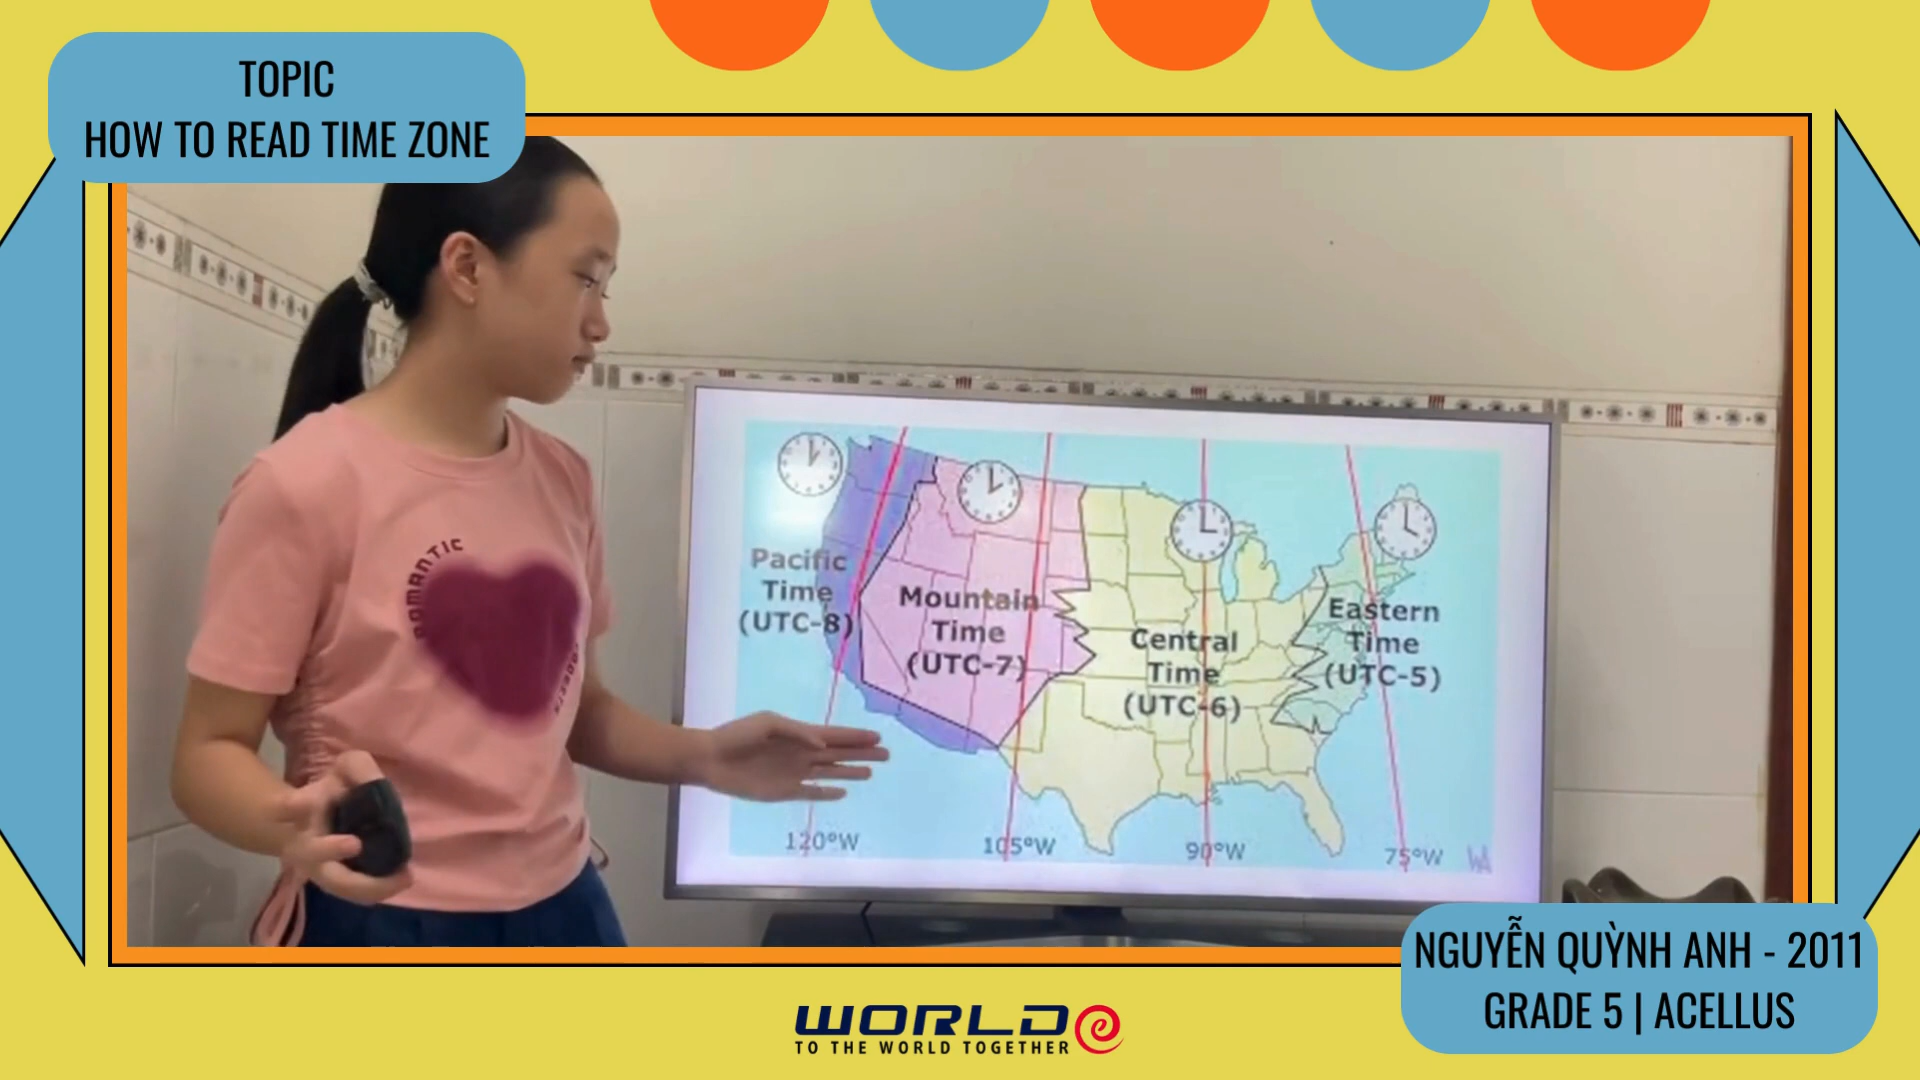 TOPIC
HOW TO READ TIME ZONE
ROMANTIC
Pacific
Time
(UTC-8)
Mountain
Time
(UTC-7)
Central
Time
(UTC-6)
Eastern
Time
(UTC-5)
120°W
105°W
90°W
75°W
NGUYỄN QUỲNH ANH - 2011
GRADE 5 | ACELLUS
WORLD e
TO THE WORLD TOGETHER